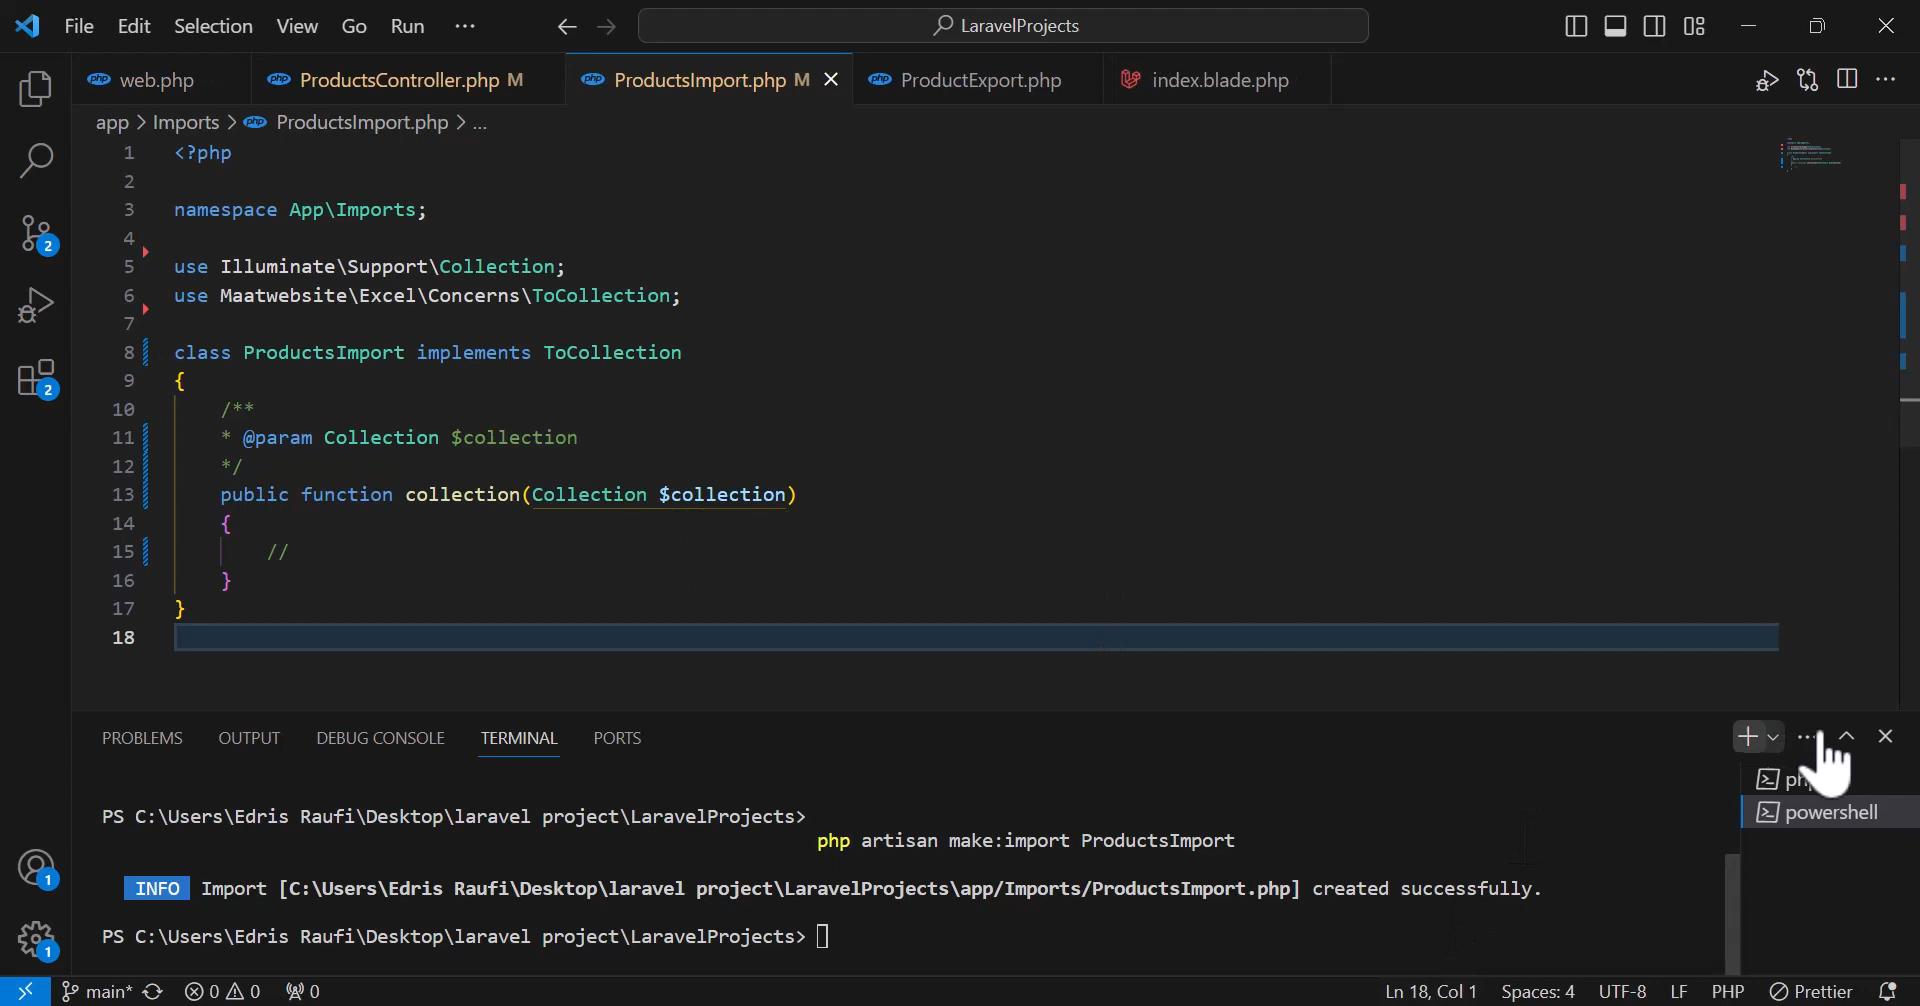 File Edit Selection View Go Run ··· LaravelProjects
web.php ProductsController.php M ProductsImport.php M ProductExport.php index.blade.php
app > Imports > ProductsImport.php > ...
1 <?php
2
3 namespace App\Imports;
4
5 use Illuminate\Support\Collection;
6 use Maatwebsite\Excel\Concerns\ToCollection;
7
8 class ProductsImport implements ToCollection
9 {
10 /**
11 * @param Collection $collection
12 */
13 public function collection(Collection $collection)
14 {
15 //
16 }
17 }
18
2
2
1
1
PROBLEMS OUTPUT DEBUG CONSOLE TERMINAL PORTS
powershell
PS C:\Users\Edris Raufi\Desktop\laravel project\LaravelProjects>
php artisan make:import ProductsImport
INFO Import [C:\Users\Edris Raufi\Desktop\laravel project\LaravelProjects\app/Imports/ProductsImport.php] created successfully.
PS C:\Users\Edris Raufi\Desktop\laravel project\LaravelProjects>
main* 0 0 0 Ln 18, Col 1 Spaces: 4 UTF-8 LF PHP Prettier